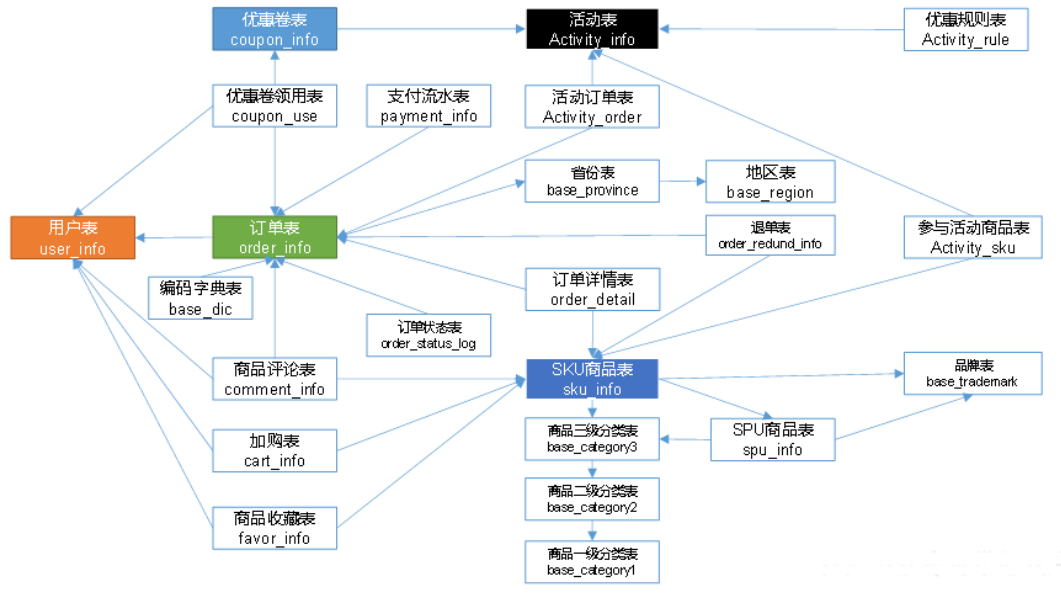 优惠卷表
coupon_info
活动表
Activity_info
优惠规则表
Activity_rule
优惠卷领用表
coupon_use
支付流水表
payment_info
活动订单表
Activity_order
省份表
base_province
地区表
base_region
用户表
user_info
订单表
order_info
退单表
order_redund_info
参与活动商品表
Activity_sku
编码字典表
base_dic
订单详情表
order_detail
订单状态表
order_status_log
商品评论表
comment_info
SKU商品表
sku_info
品牌表
base_trademark
加购表
cart_info
商品三级分类表
base_category3
SPU商品表
spu_info
商品二级分类表
base_category2
商品收藏表
favor_info
商品一级分类表
base_category1